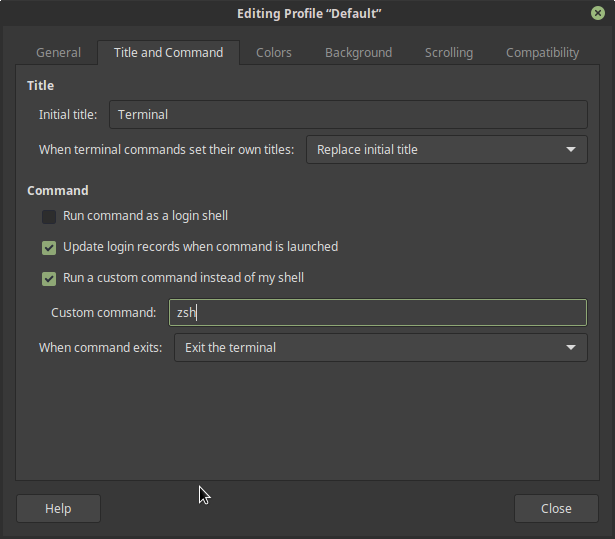 Editing Profile “Default”
General Title and Command Colors Background Scrolling Compatibility
Title
Initial title: Terminal
When terminal commands set their own titles: Replace initial title
Command
Run command as a login shell
Update login records when command is launched
Run a custom command instead of my shell
Custom command: zsh
When command exits: Exit the terminal
Help Close